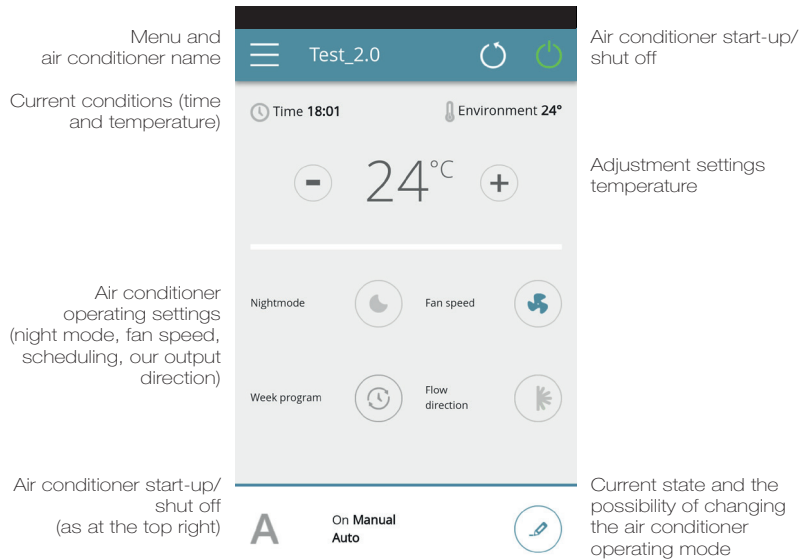 Menu and
air conditioner name
Current conditions (time
and temperature)
Air conditioner
operating settings
(night mode, fan speed,
scheduling, our output
direction)
Air conditioner start-up/
shut off
(as at the top right)
Test_2.0
Time 18:01
Environment 24°
- 24°C +
Nightmode
Fan speed
Week program
Flow
direction
A
On Manual
Auto
Air conditioner start-up/
shut off
Adjustment settings
temperature
Current state and the
possibility of changing
the air conditioner
operating mode